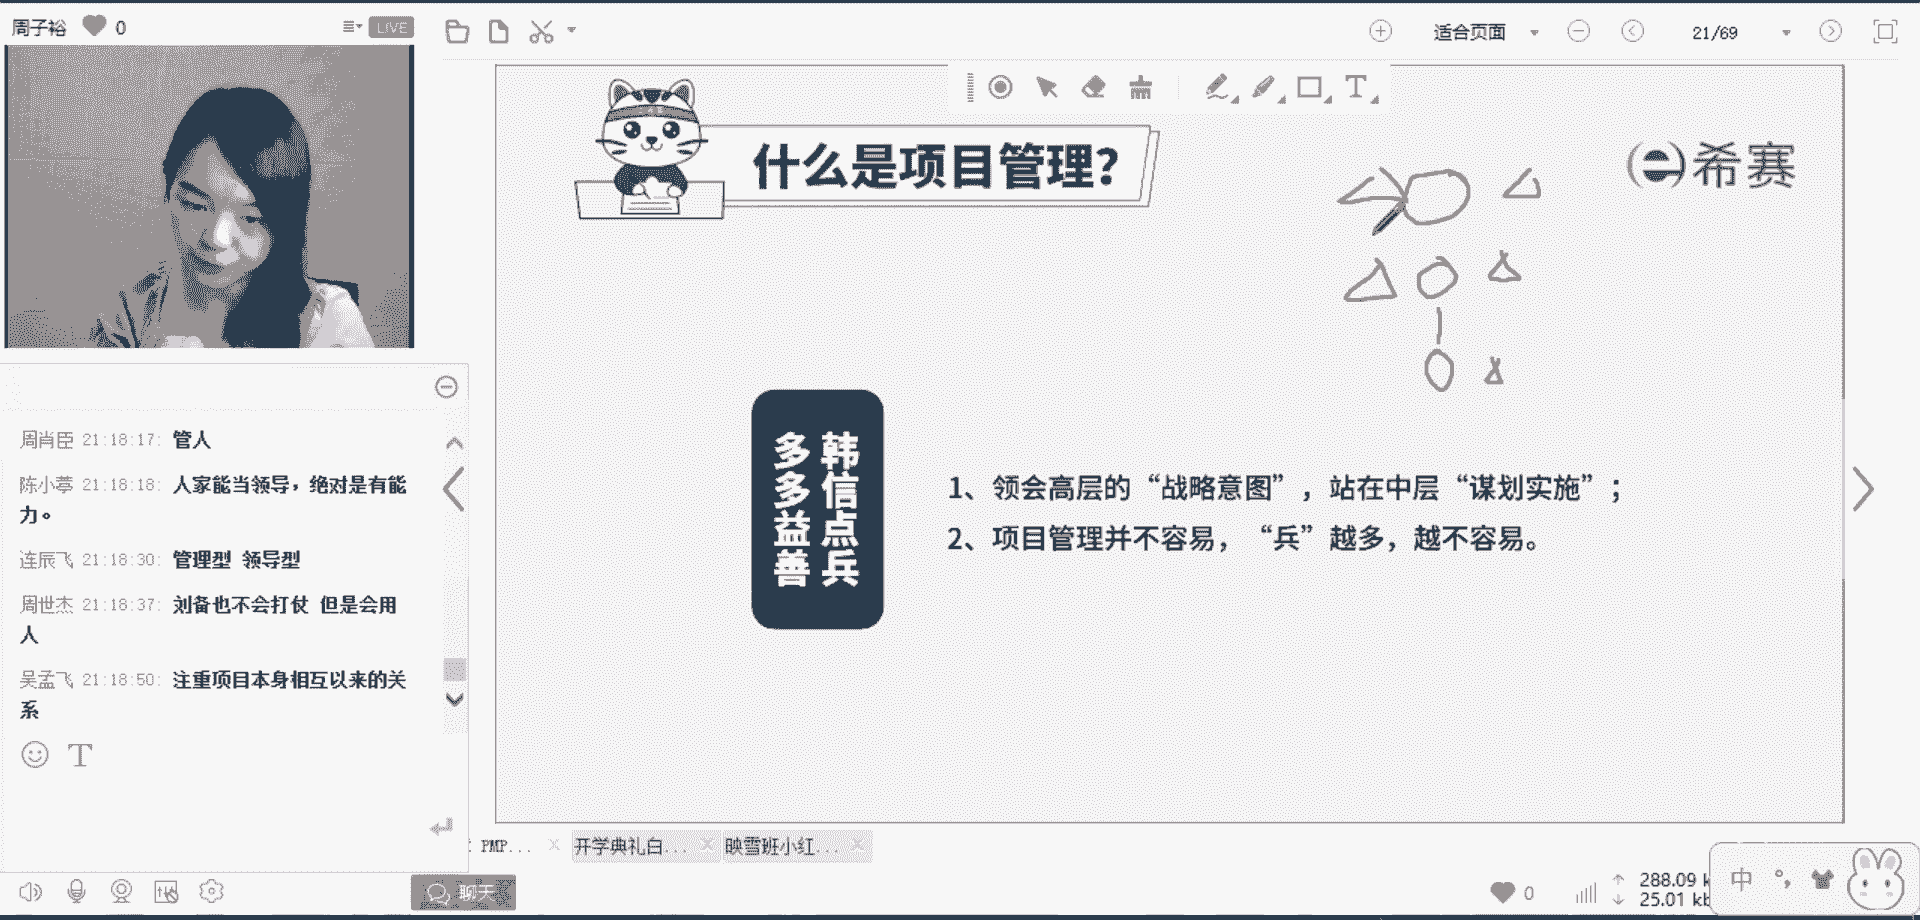 周子裕 0
LIVE
适合页面
21/69
什么是项目管理?
希赛
周肖臣 21:18:17: 管人
陈小葶 21:18:18: 人家能当领导，绝对是有能
力。
连辰飞 21:18:30: 管理型 领导型
周世杰 21:18:37: 刘备也不会打仗 但是会用
人
吴孟飞 21:18:50: 注重项目本身相互以来的关
系
韩信点兵
多多益善
1、领会高层的“战略意图”，站在中层“谋划实施”；
2、项目管理并不容易，“兵”越多，越不容易。
PMP...
开学典礼白...
映雪班小红...
聊天
0
288.09 k
25.01 kb
中